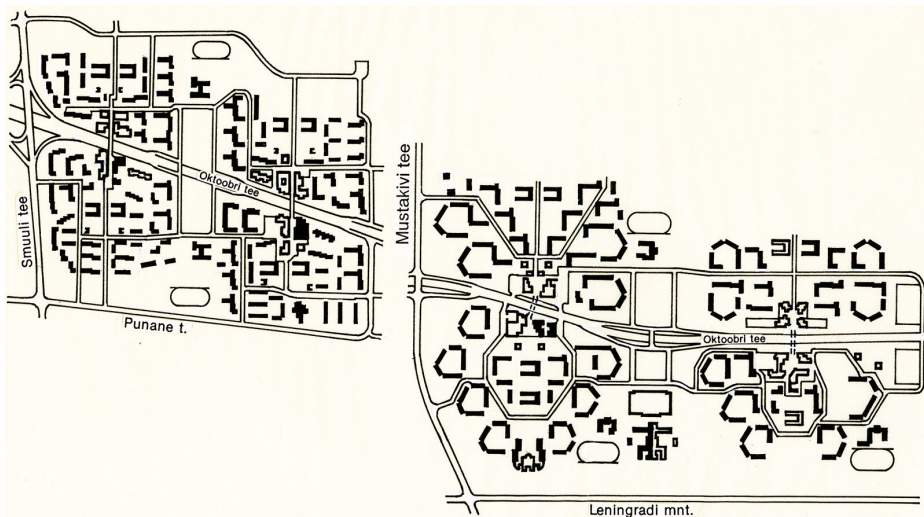 Smuuli tee
Oktoobri tee
Punane t.
Mustakivi tee
Oktoobri tee
Leningradi mnt.